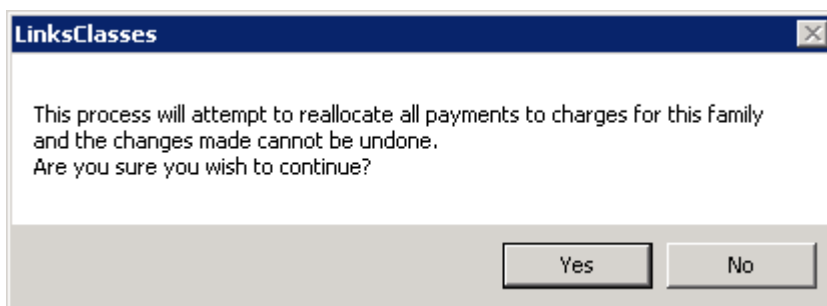 LinksClasses
This process will attempt to reallocate all payments to charges for this family
and the changes made cannot be undone.
Are you sure you wish to continue?
Yes
No